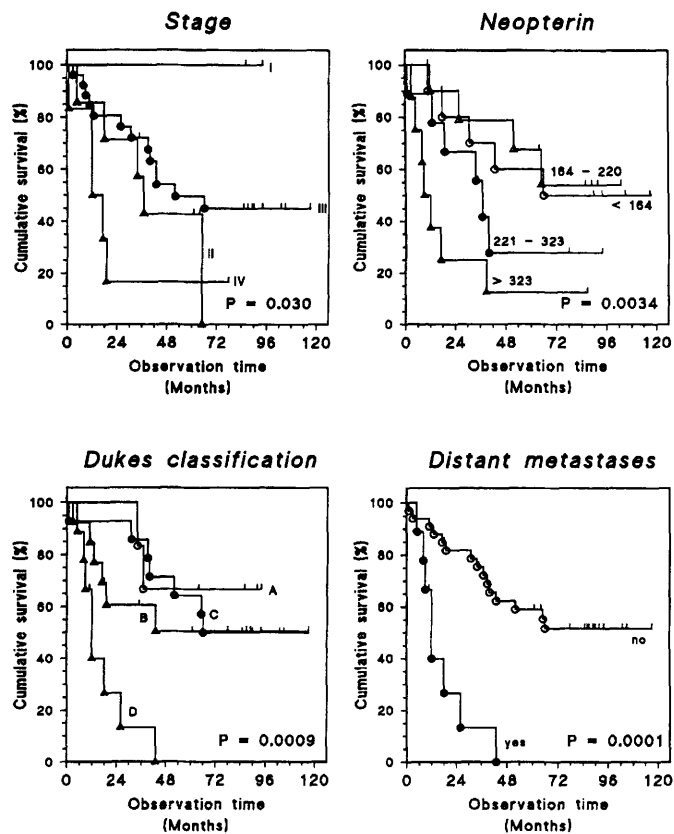 Stage
Cumulative survival (%)
100
80
60
40
20
0
I
III
II
IV
P = 0.030
0 24 48 72 96 120
Observation time
(Months)
Neopterin
Cumulative survival (%)
100
80
60
40
20
0
164 - 220
< 164
221 - 323
> 323
P = 0.0034
0 24 48 72 96 120
Observation time
(Months)
Dukes classification
Cumulative survival (%)
100
80
60
40
20
0
A
C
B
D
P = 0.0009
0 24 48 72 96 120
Observation time
(Months)
Distant metastases
Cumulative survival (%)
100
80
60
40
20
0
no
yes
P = 0.0001
0 24 48 72 96 120
Observation time
(Months)